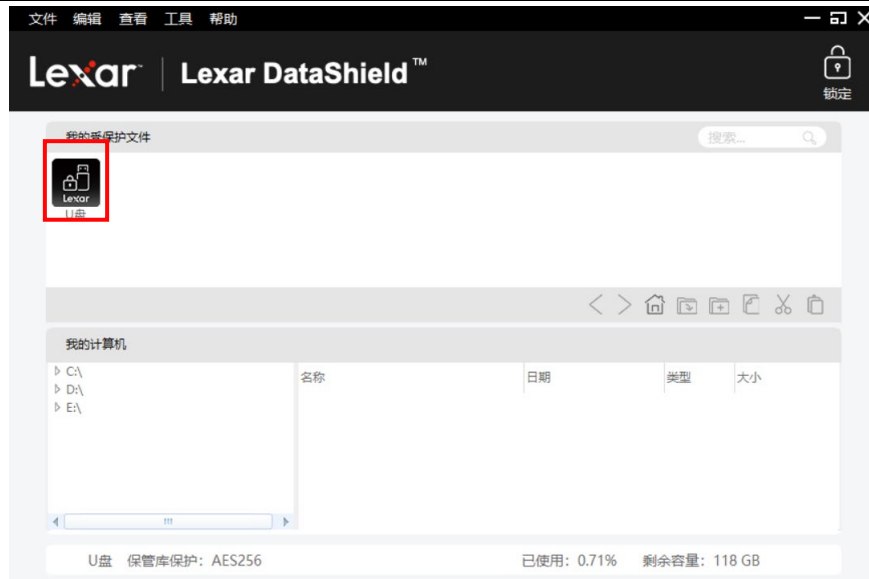 文件 编辑 查看 工具 帮助
Lexar™ Lexar DataShield™
锁定
我的受保护文件
搜索...
Lexar
U盘
我的计算机
C:\
D:\
E:\
名称 日期 类型 大小
U盘 保管库保护：AES256 已使用：0.71% 剩余容量：118 GB